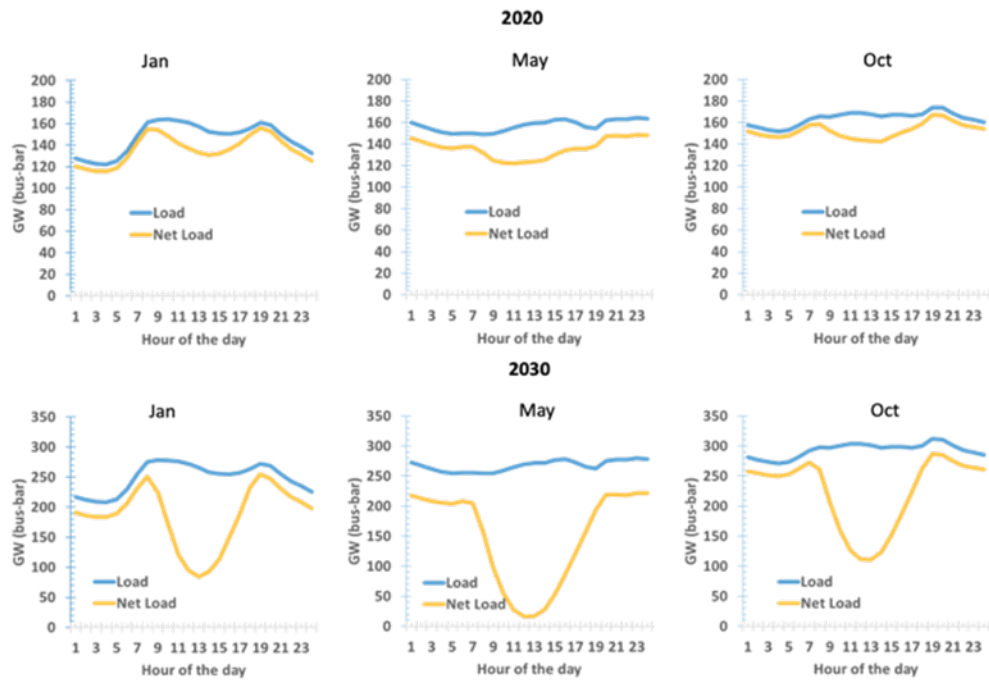 2020
Jan
GW (bus-bar)
200
180
160
140
120
100
80
60
40
20
0
Load
Net Load
1 3 5 7 9 11 13 15 17 19 21 23
Hour of the day
May
GW (bus-bar)
200
180
160
140
120
100
80
60
40
20
0
Load
Net Load
1 3 5 7 9 11 13 15 17 19 21 23
Hour of the day
Oct
GW (bus-bar)
200
180
160
140
120
100
80
60
40
20
0
Load
Net Load
1 3 5 7 9 11 13 15 17 19 21 23
Hour of the day
2030
Jan
GW (bus-bar)
350
300
250
200
150
100
50
0
Load
Net Load
1 3 5 7 9 11 13 15 17 19 21 23
Hour of the day
May
GW (bus-bar)
350
300
250
200
150
100
50
0
Load
Net Load
1 3 5 7 9 11 13 15 17 19 21 23
Hour of the day
Oct
GW (bus-bar)
350
300
250
200
150
100
50
0
Load
Net Load
1 3 5 7 9 11 13 15 17 19 21 23
Hour of the day